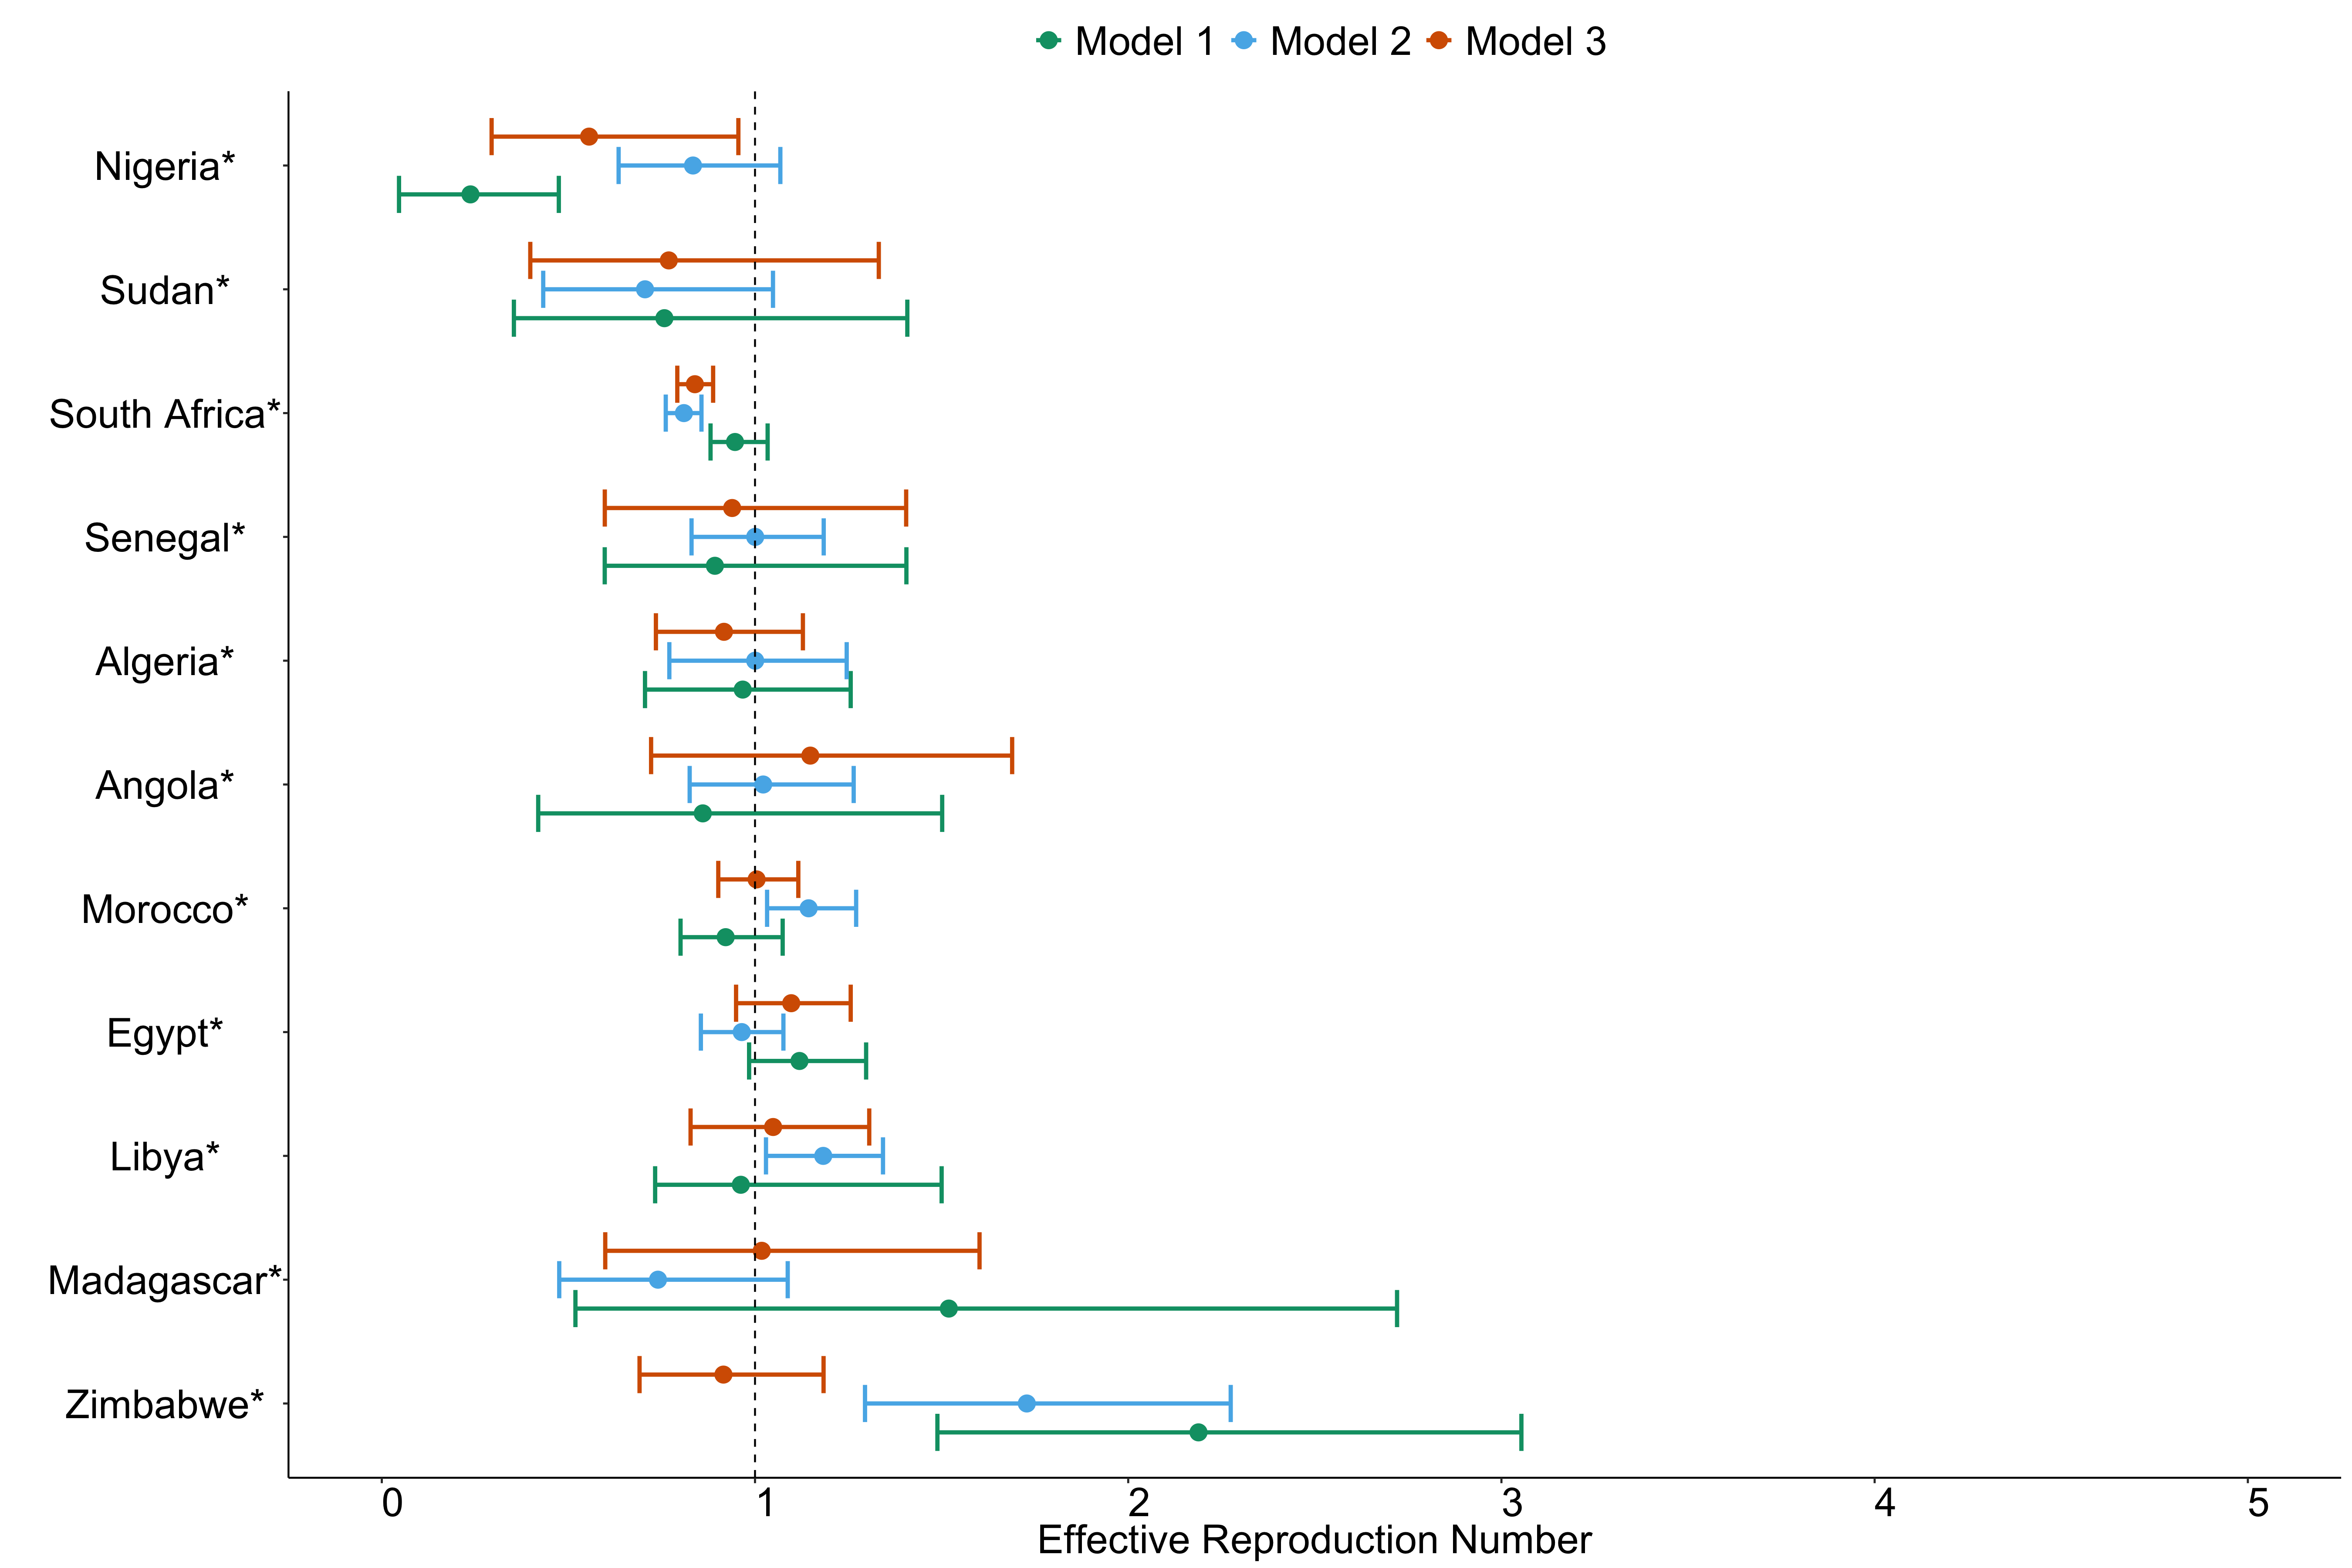 Model 1 Model 2 Model 3
Nigeria*
Sudan*
South Africa*
Senegal*
Algeria*
Angola*
Morocco*
Egypt*
Libya*
Madagascar*
Zimbabwe*
0 1 2 3 4 5
Effective Reproduction Number